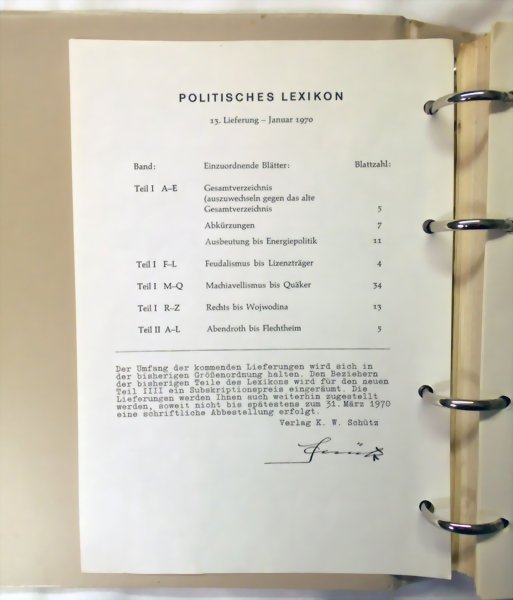 POLITISCHES LEXIKON
13. Lieferung – Januar 1970
Band: Einzuordnende Blätter: Blattzahl:
Teil I A–E Gesamtverzeichnis
(auszuwechseln gegen das alte
Gesamtverzeichnis 5
Abkürzungen 7
Ausbeutung bis Energiepolitik 11
Teil I F–L Feudalismus bis Lizenzträger 4
Teil I M–Q Machiavellismus bis Quäker 34
Teil I R–Z Rechts bis Wojwodina 13
Teil II A–L Abendroth bis Flechtheim 5
Der Umfang der kommenden Lieferungen wird sich in
der bisherigen Größenordnung halten. Den Beziehern
der bisherigen Teile des Lexikons wird für den neuen
Teil IIII ein Subskriptionspreis eingeräumt. Die
Lieferungen werden Ihnen auch weiterhin zugestellt
werden, soweit nicht bis spätestens zum 31. März 1970
eine schriftliche Abbestellung erfolgt.
Verlag K. W. Schütz